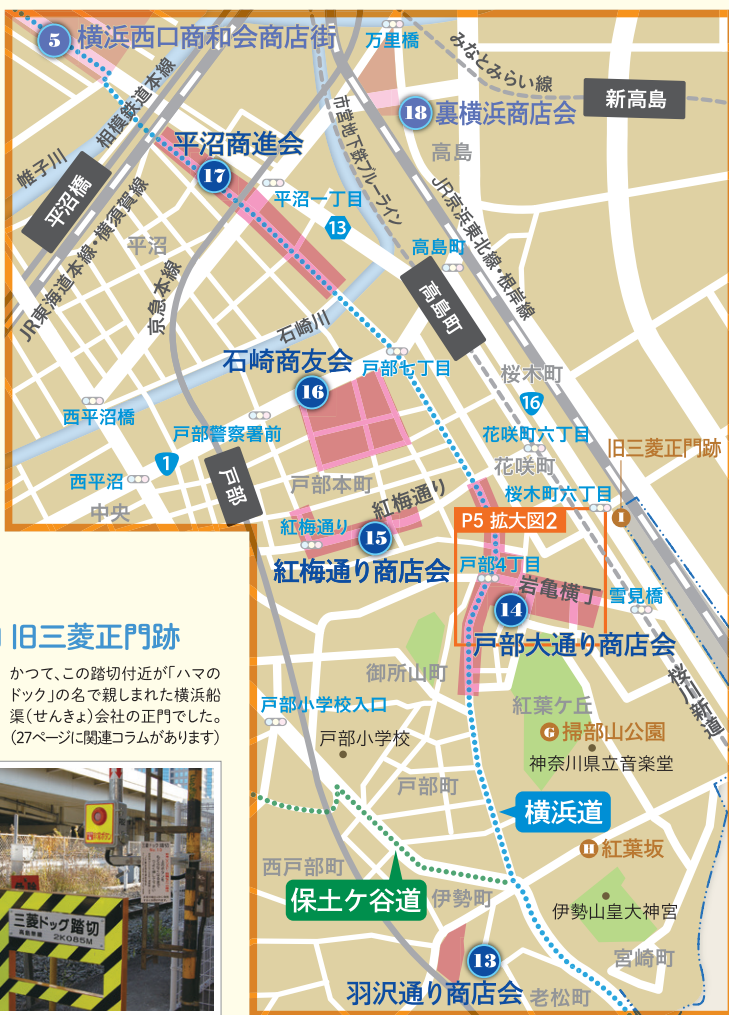 5 横浜西口商和会商店街
万里橋
みなとみらい線
新高島
相模鉄道本線
18 裏横浜商店会
市営地下鉄ブルーライン
高島
平沼商進会
17
帷子川
平沼橋
平沼一丁目
13
JR京浜東北線・根岸線
JR東海道本線・横須賀線
平沼
高島町
京急本線
高島町
石崎川
石崎商友会
16
戸部七丁目
桜木町
16
西平沼橋
戸部警察署前
花咲町六丁目
旧三菱正門跡
1
西平沼
戸部
花咲町
戸部本町
桜木町六丁目
中央
紅梅通り
紅梅通り
P5 拡大図2
I
15
紅梅通り商店会
戸部4丁目
岩亀横丁
雪見橋
14
戸部大通り商店会
旧三菱正門跡
かつて、この踏切付近が「ハマの
ドック」の名で親しまれた横浜船
渠(せんきょ)会社の正門でした。
(27ページに関連コラムがあります)
御所山町
桜川新道
戸部小学校入口
紅葉ケ丘
戸部小学校
G 掃部山公園
神奈川県立音楽堂
戸部町
横浜道
H 紅葉坂
西戸部町
保土ケ谷道
伊勢町
伊勢山皇大神宮
三菱ドッグ踏切
2K085M
13
宮崎町
羽沢通り商店会
老松町